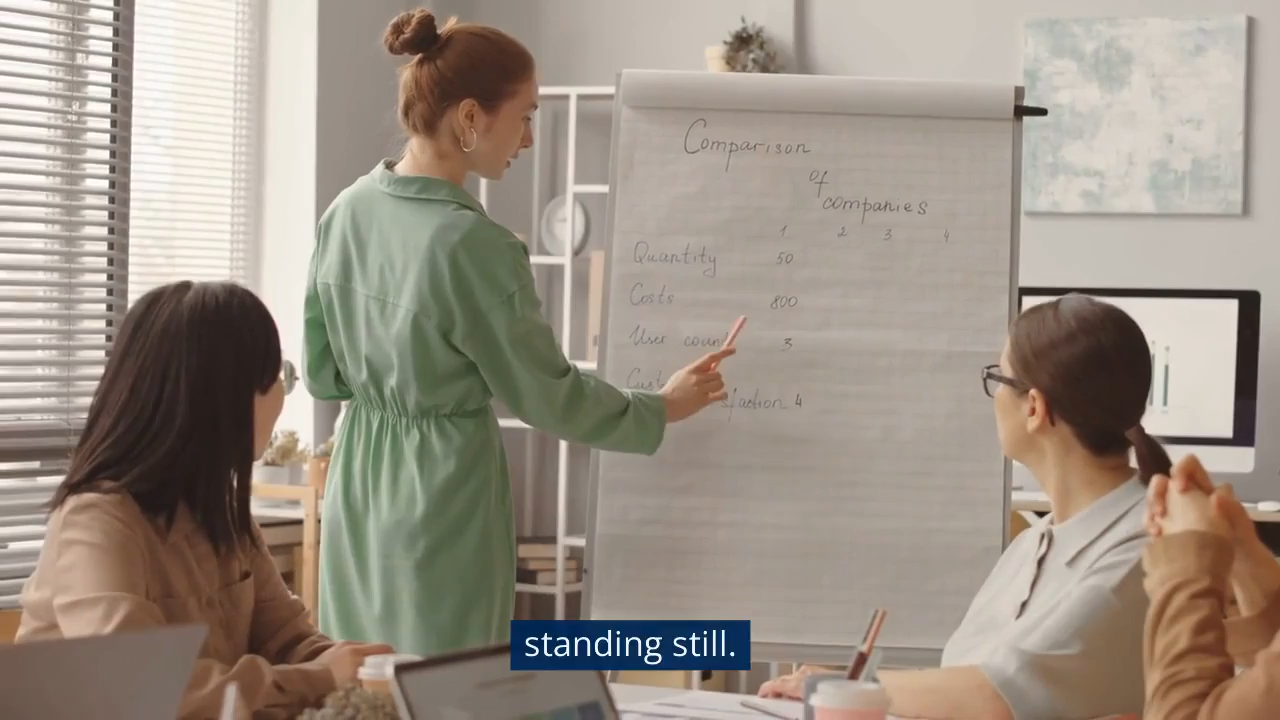 Comparison
of
companies
1 2 3 4
Quantity 50
Costs 800
User 3
4
standing still.